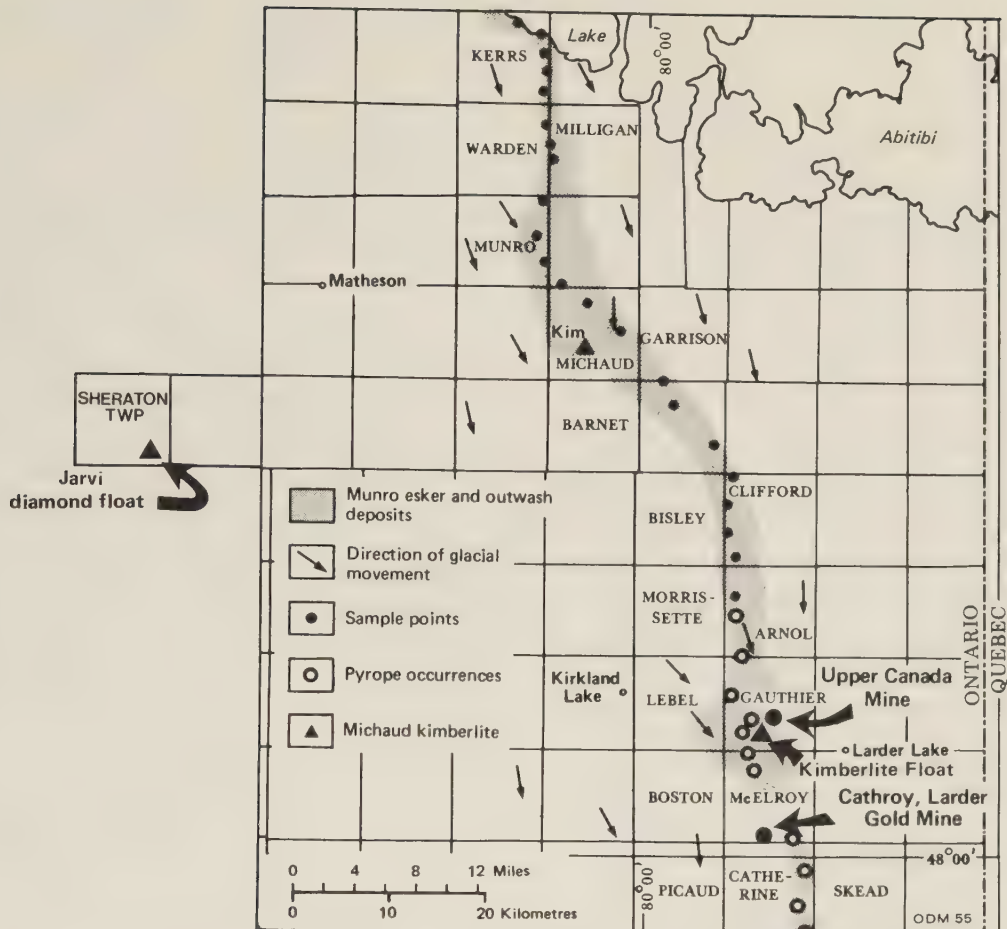 Lake
80°00'
KERRS
Abitibi
WARDEN
MILLIGAN
MUNRO
Matheson
Kim
GARRISON
MICHAUD
SHERATON
TWP
BARNET
Jarvi
diamond float
CLIFFORD
BISLEY
Munro esker and outwash
deposits
Direction of glacial
movement
Sample points
Pyrope occurrences
Michaud kimberlite
MORRIS-
SETTE
ARNOL
ONTARIO
QUEBEC
Kirkland
Lake
LEBEL
GAUTHIER
Upper Canada
Mine
Larder Lake
Kimberlite Float
BOSTON
McELROY
Cathroy, Larder
Gold Mine
48°00'
0 4 8 12 Miles
0 10 20 Kilometres
80°00'
PICAUD
CATHE-
RINE
SKEAD
ODM 55